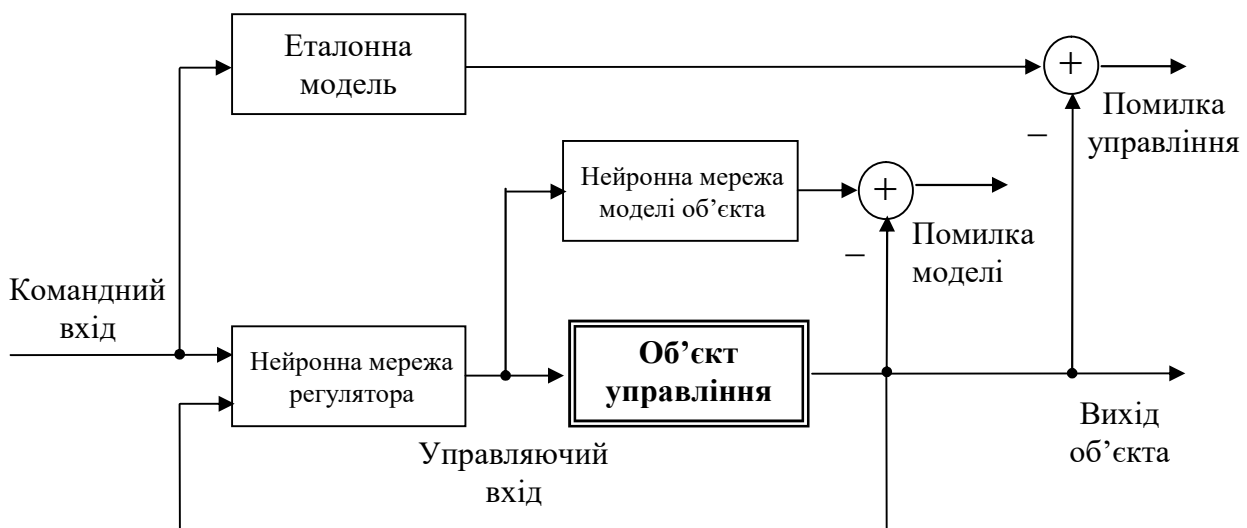 Еталонна
модель
+
Помилка
управління
–
Нейронна мережа
моделі об’єкта
+
Помилка
моделі
–
Командний
вхід
Нейронна мережа
регулятора
Об’єкт
управління
Управляючий
вхід
Вихід
об’єкта